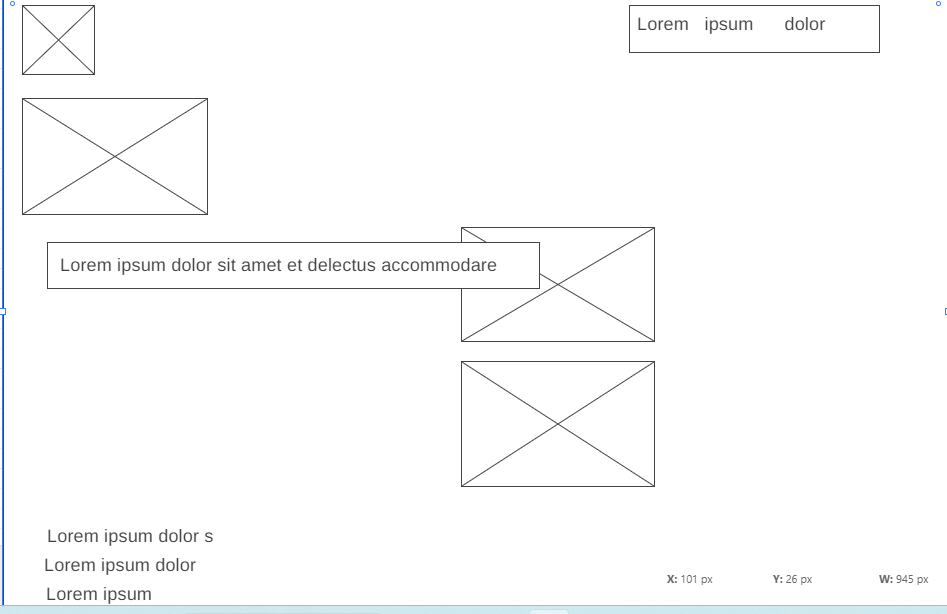 Lorem ipsum dolor
Lorem ipsum dolor sit amet et delectus accommodare
Lorem ipsum dolor s
Lorem ipsum dolor
Lorem ipsum
X: 101 px Y: 26 px W: 945 px